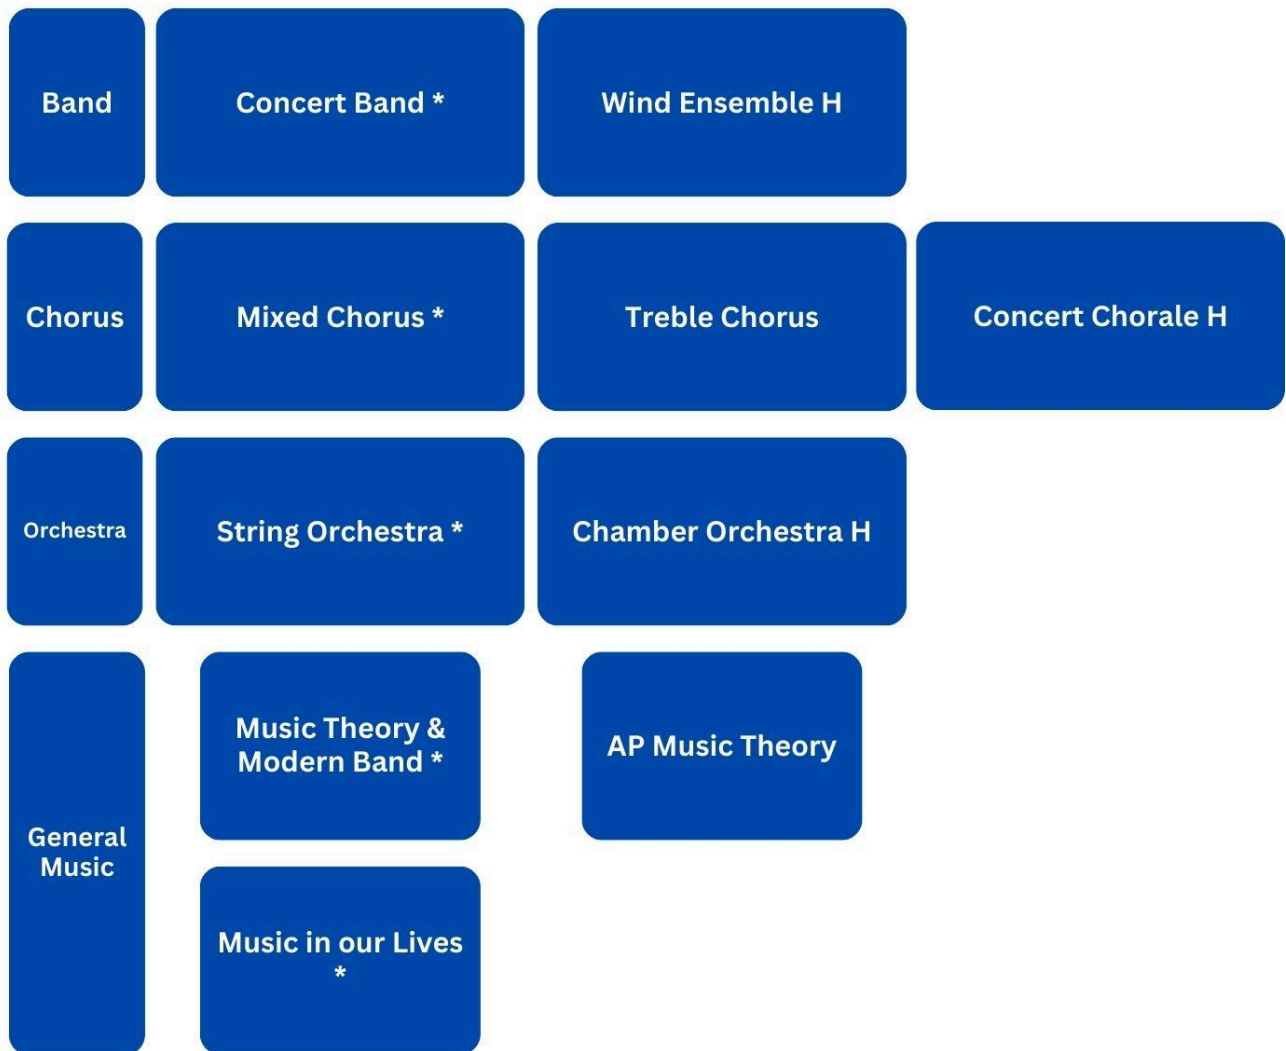 Band
Concert Band *
Wind Ensemble H
Chorus
Mixed Chorus *
Treble Chorus
Concert Chorale H
Orchestra
String Orchestra *
Chamber Orchestra H
General
Music
Music Theory &
Modern Band *
AP Music Theory
Music in our Lives
*